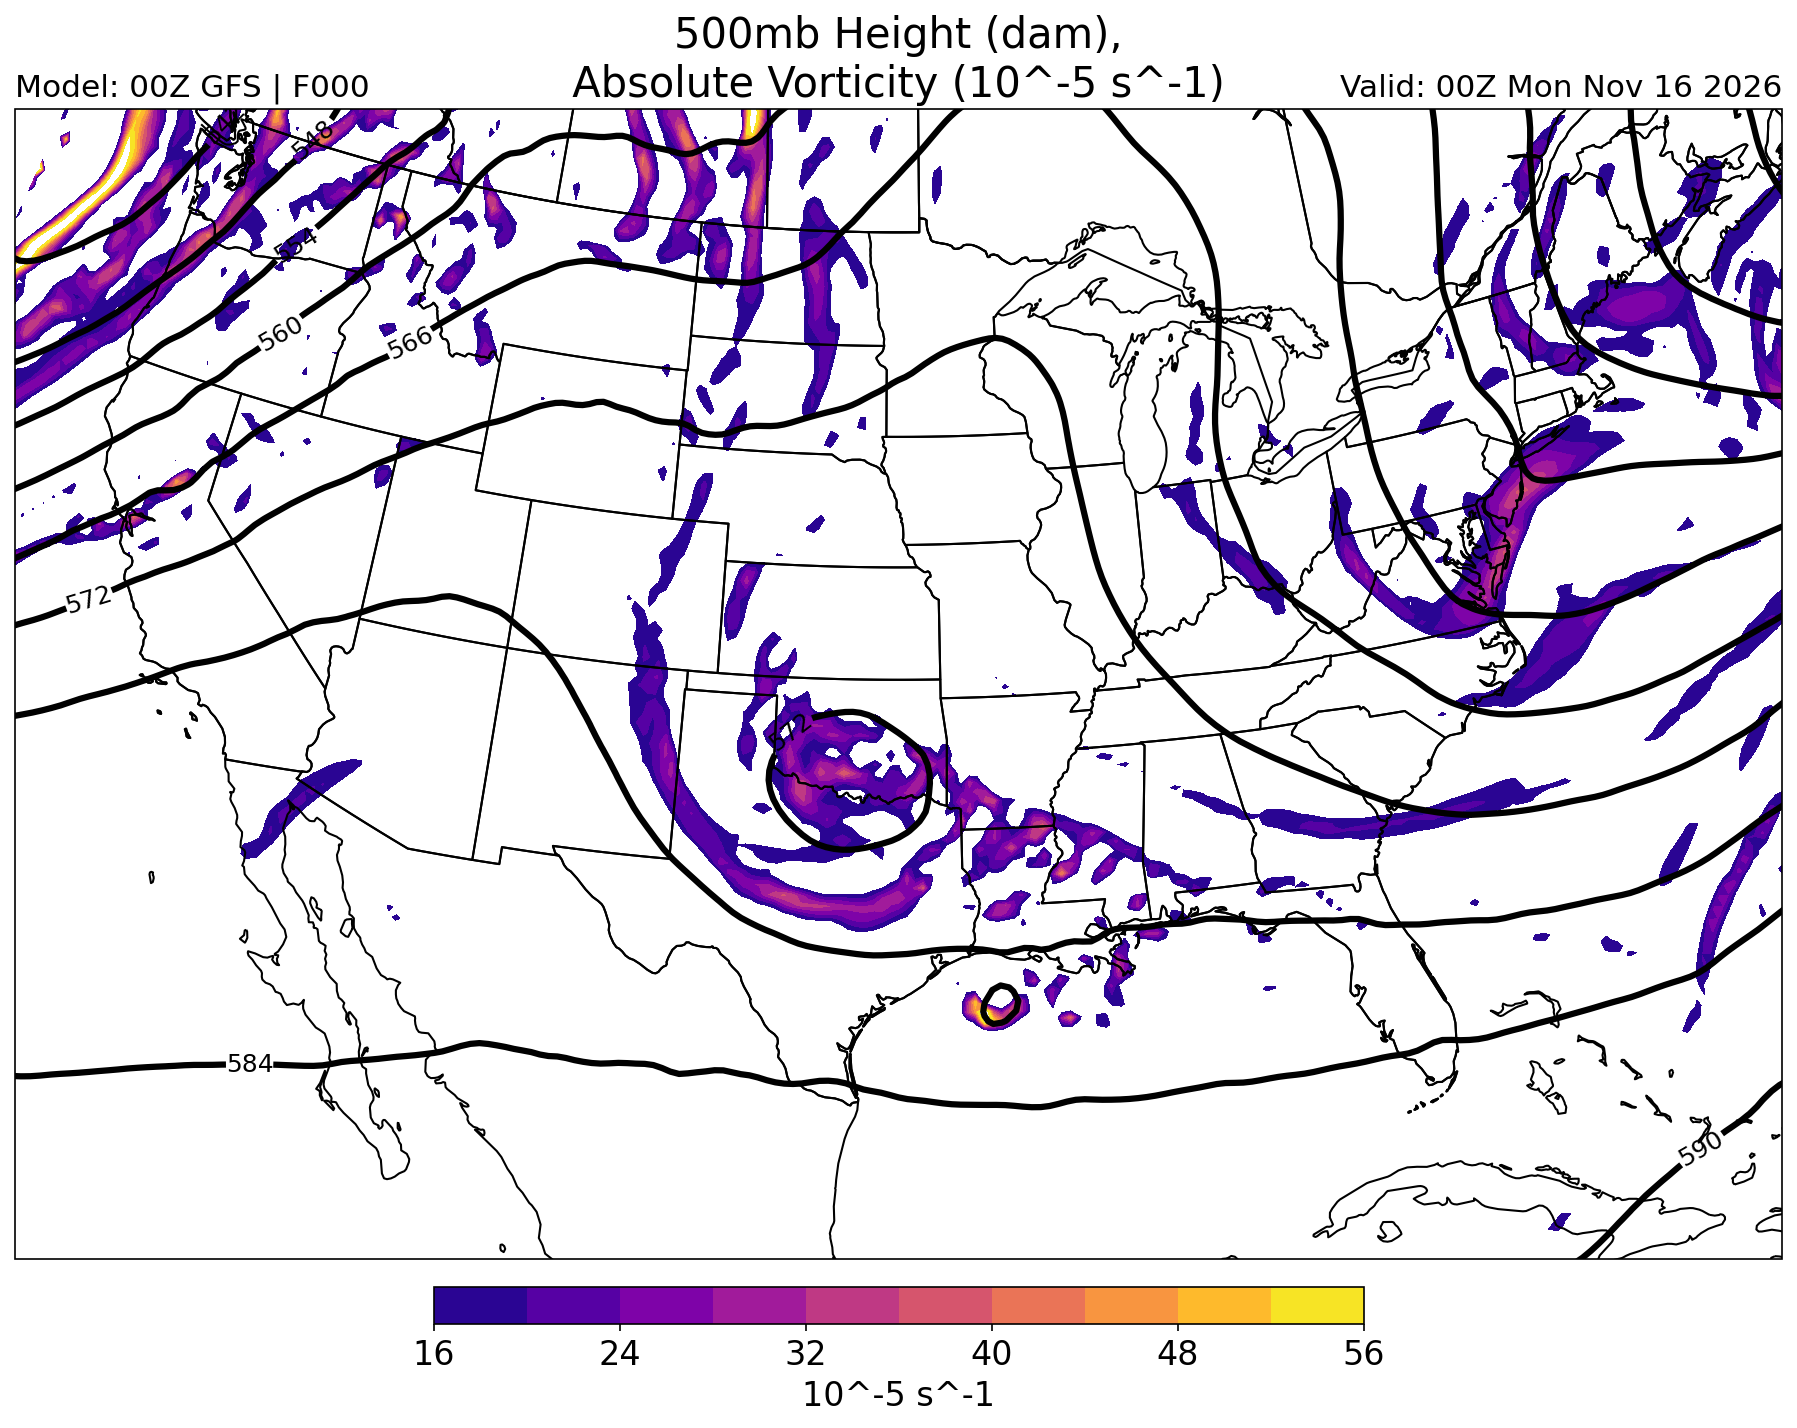 500mb Height (dam),
Absolute Vorticity (10^-5 s^-1)
Model: 00Z GFS | F000
Valid: 00Z Mon Nov 16 2026
548
554
560
566
572
572
584
590
16 24 32 40 48 56
10^-5 s^-1